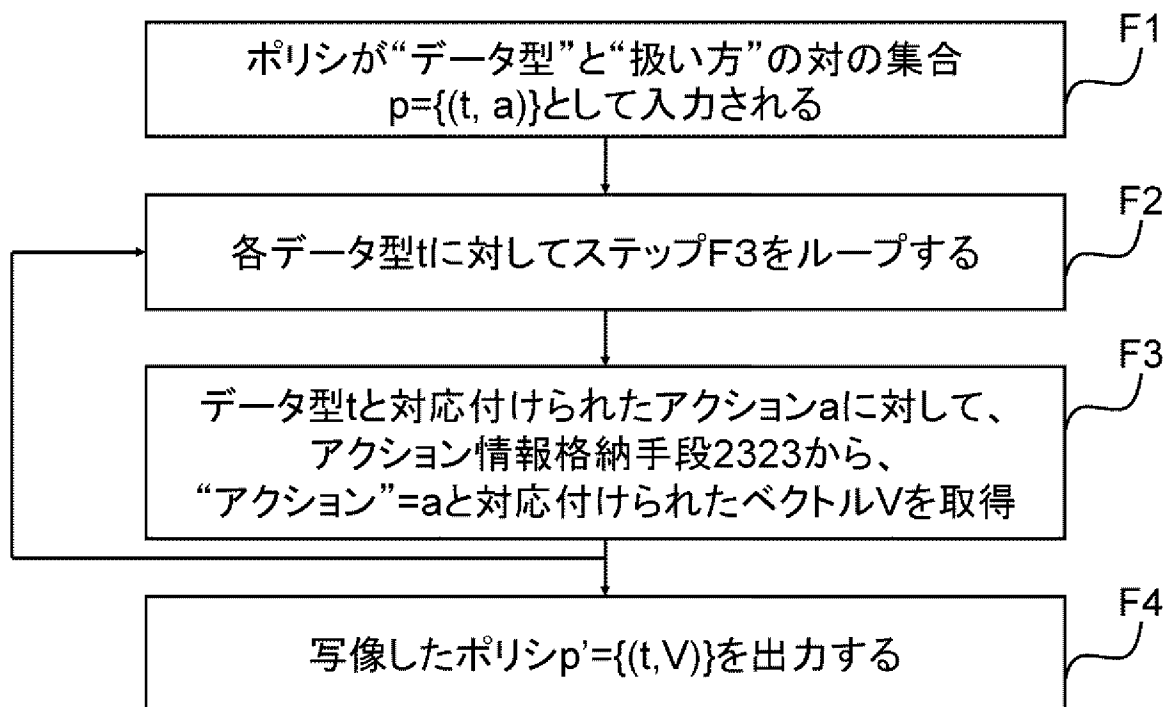 F1
ポリシが“データ型”と“扱い方”の対の集合
p={(t, a)}として入力される
F2
各データ型tに対してステップF3をループする
F3
データ型tと対応付けられたアクションaに対して、
アクション情報格納手段2323から、
“アクション”=aと対応付けられたベクトルVを取得
F4
写像したポリシp’={(t,V)}を出力する